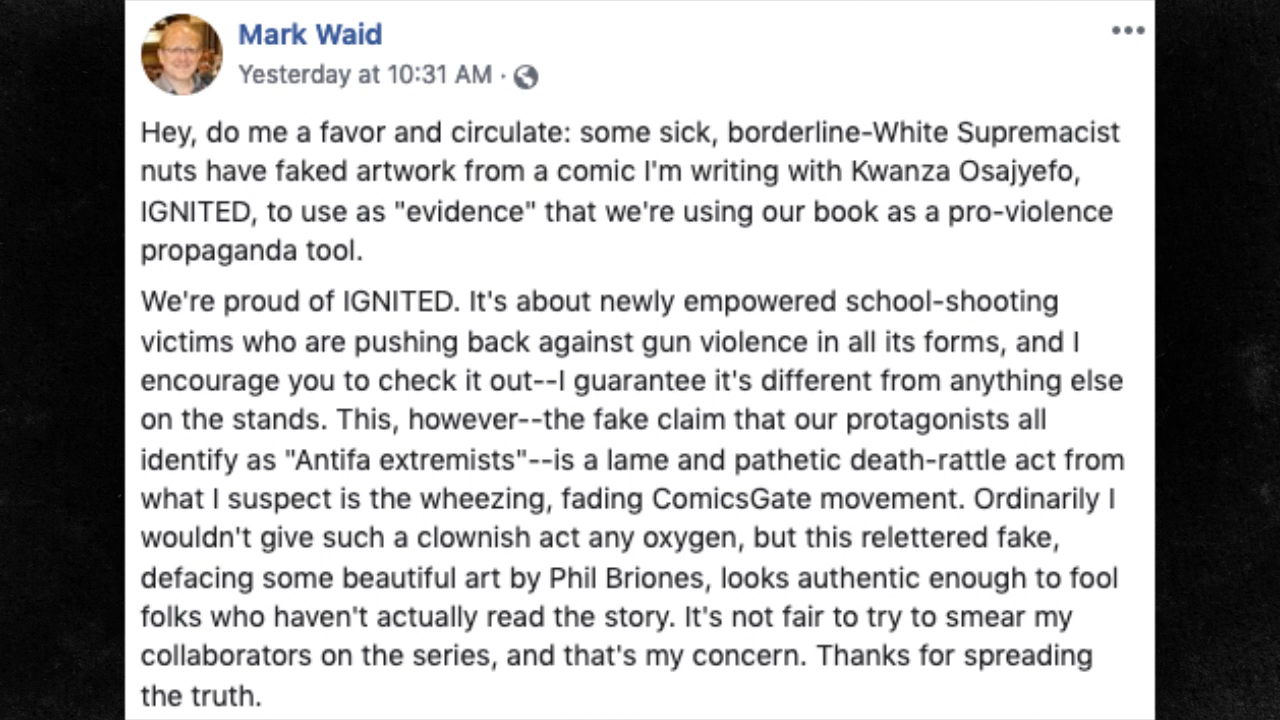 Mark Waid
Yesterday at 10:31 AM ·
Hey, do me a favor and circulate: some sick, borderline-White Supremacist
nuts have faked artwork from a comic I'm writing with Kwanza Osajyefo,
IGNITED, to use as "evidence" that we're using our book as a pro-violence
propaganda tool.
We're proud of IGNITED. It's about newly empowered school-shooting
victims who are pushing back against gun violence in all its forms, and I
encourage you to check it out--I guarantee it's different from anything else
on the stands. This, however--the fake claim that our protagonists all
identify as "Antifa extremists"--is a lame and pathetic death-rattle act from
what I suspect is the wheezing, fading ComicsGate movement. Ordinarily I
wouldn't give such a clownish act any oxygen, but this relettered fake,
defacing some beautiful art by Phil Briones, looks authentic enough to fool
folks who haven't actually read the story. It's not fair to try to smear my
collaborators on the series, and that's my concern. Thanks for spreading
the truth.